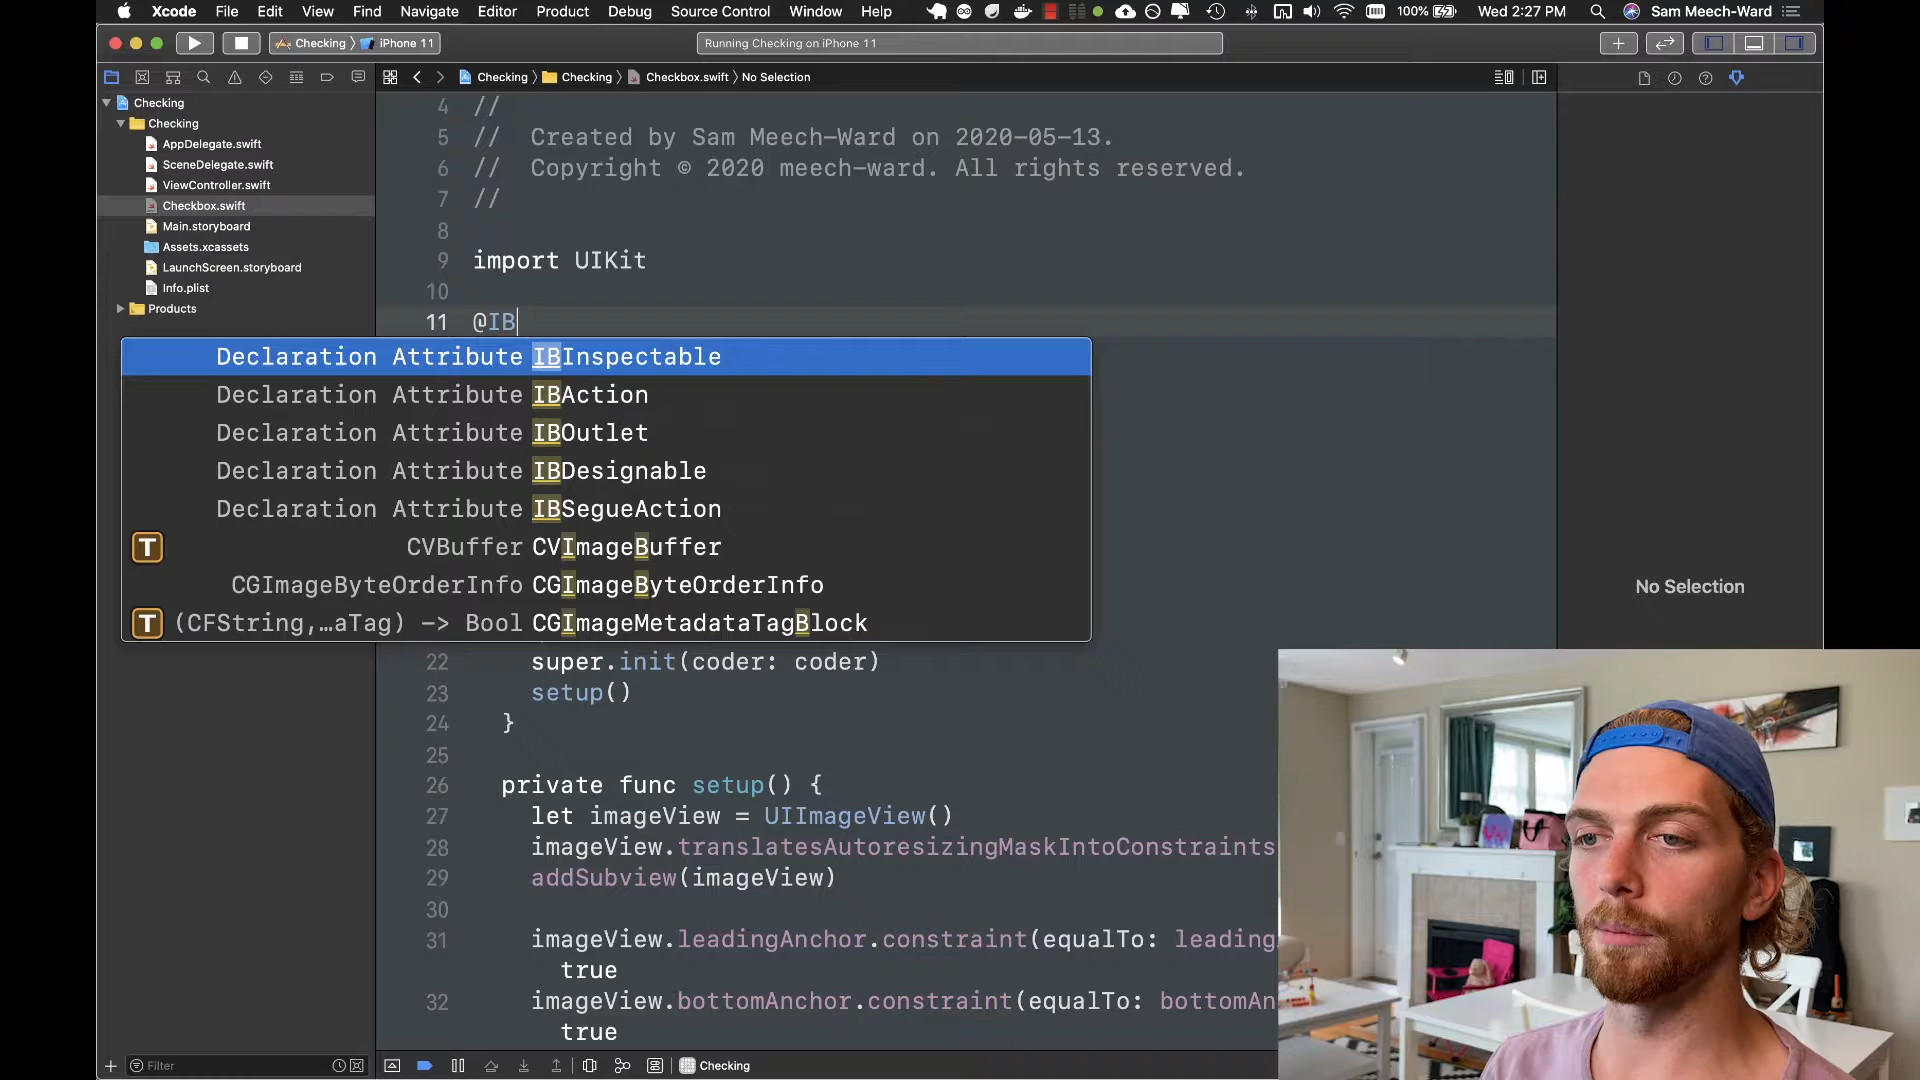 Xcode File Edit View Find Navigate Editor Product Debug Source Control Window Help 100% Wed 2:27 PM Sam Meech-Ward
Checking iPhone 11 Running Checking on iPhone 11
Checking Checking Checkbox.swift No Selection
Checking
Checking
AppDelegate.swift
SceneDelegate.swift
ViewController.swift
Checkbox.swift
Main.storyboard
Assets.xcassets
LaunchScreen.storyboard
Info.plist
Products
4 //
5 // Created by Sam Meech-Ward on 2020-05-13.
6 // Copyright © 2020 meech-ward. All rights reserved.
7 //
8
9 import UIKit
10
11 @IB
Declaration Attribute IBInspectable
Declaration Attribute IBAction
Declaration Attribute IBOutlet
Declaration Attribute IBDesignable
Declaration Attribute IBSegueAction
T CVBuffer CVImageBuffer
CGImageByteOrderInfo CGImageByteOrderInfo
T (CFString,…aTag) -> Bool CGImageMetadataTagBlock
22 super.init(coder: coder)
23 setup()
24 }
25
26 private func setup() {
27 let imageView = UIImageView()
28 imageView.translatesAutoresizingMaskIntoConstraints
29 addSubview(imageView)
30
31 imageView.leadingAnchor.constraint(equalTo: leading
true
32 imageView.bottomAnchor.constraint(equalTo: bottomAn
true
No Selection
Filter
Checking